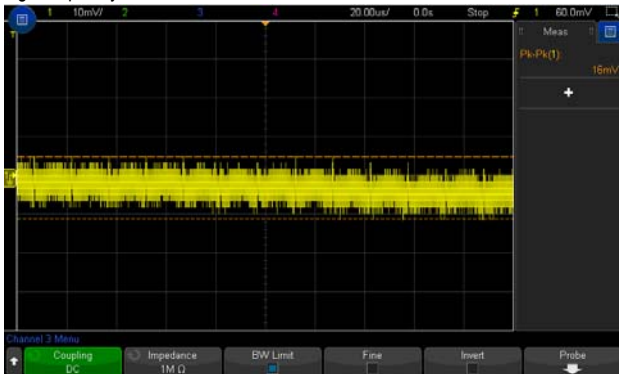 1 10mV/ 2 3 4 20.00us/ 0.0s Stop 1 60.0mV
T
Meas
Pk-Pk(1):
16mV
+
Channel 3 Menu
Coupling Impedance BW Limit Fine Invert Probe
DC 1M Ω